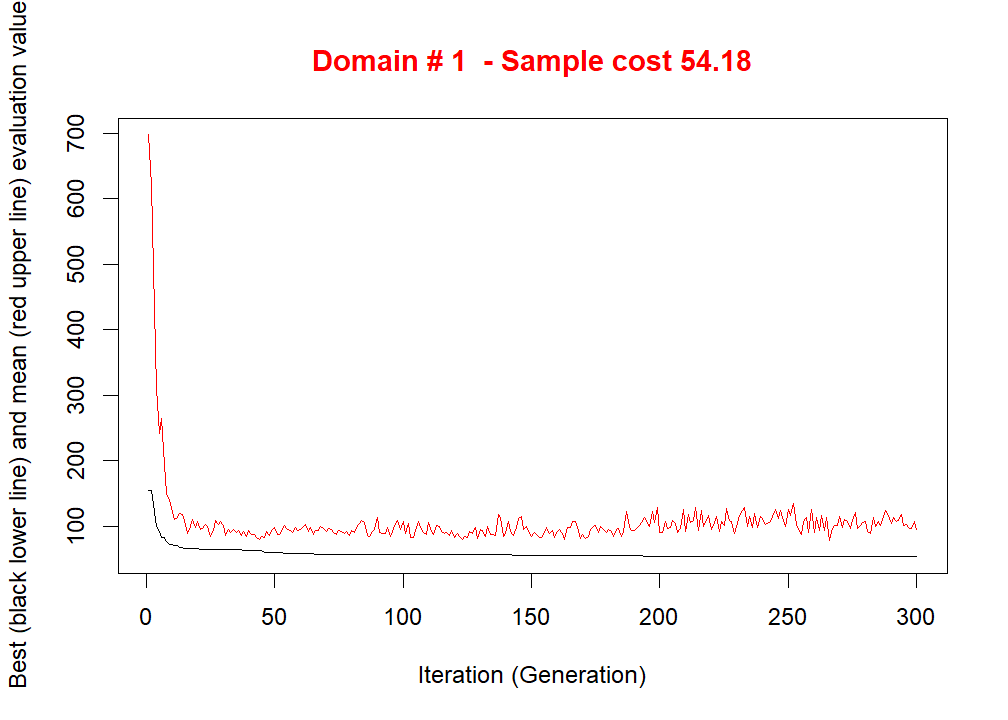 Domain # 1 - Sample cost 54.18
Best (black lower line) and mean (red upper line) evaluation value
700
600
500
400
300
200
100
0 50 100 150 200 250 300
Iteration (Generation)